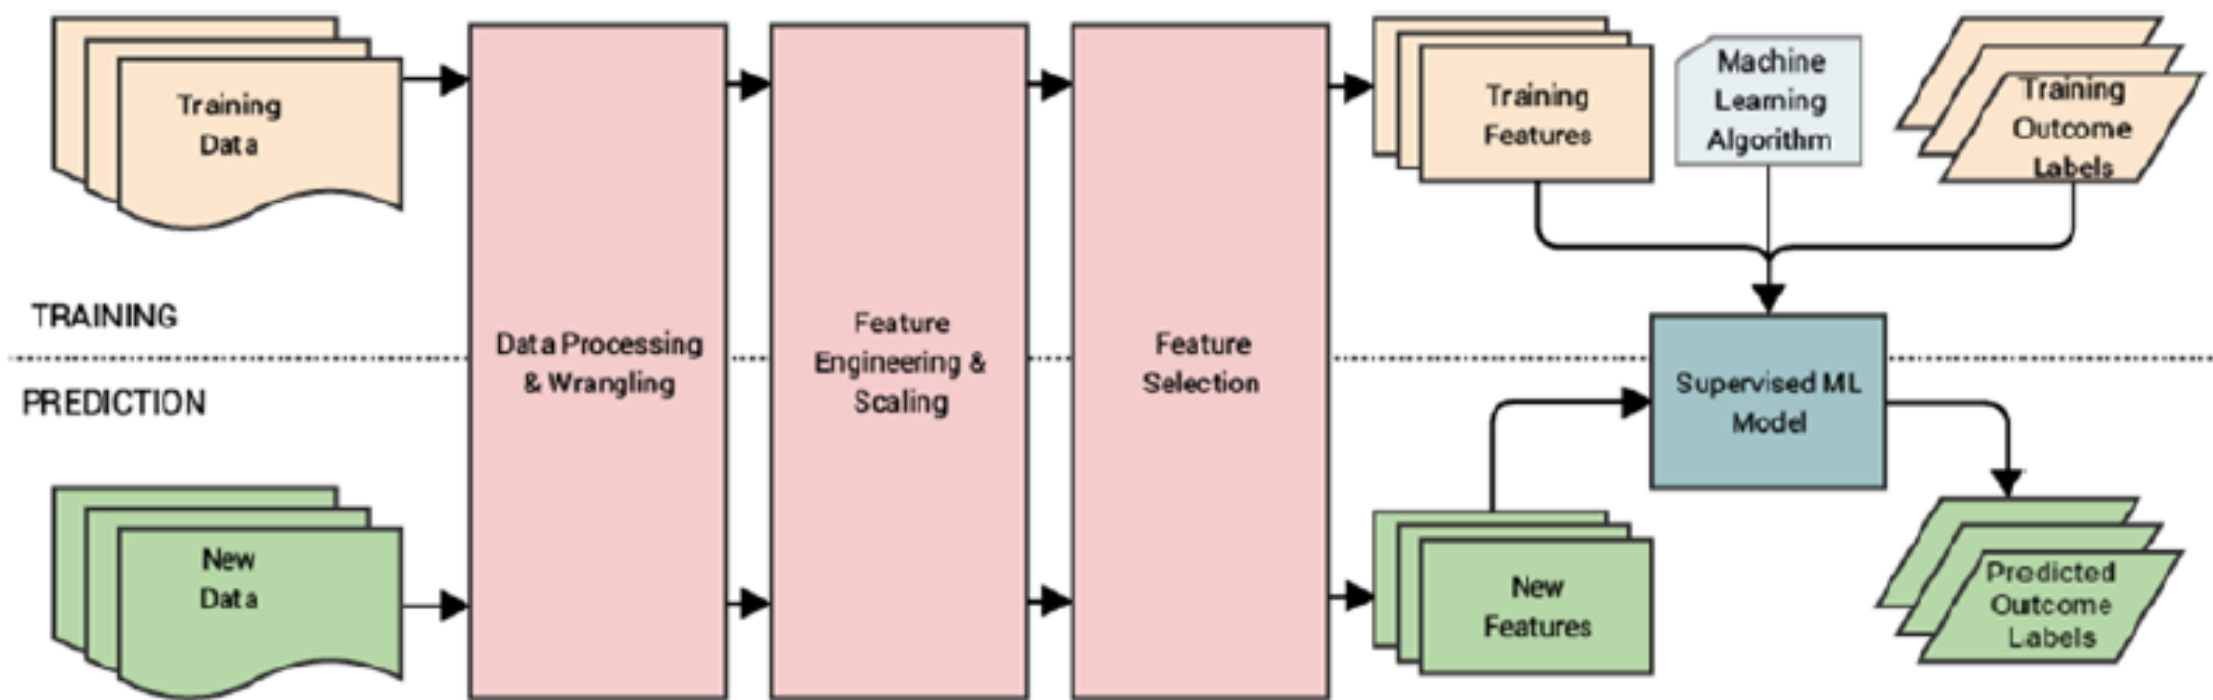 Training
Data
Training
Features
Machine
Learning
Algorithm
Training
Outcome
Labels
TRAINING
Data Processing
& Wrangling
Feature
Engineering &
Scaling
Feature
Selection
Supervised ML
Model
PREDICTION
New
Data
New
Features
Predicted
Outcome
Labels